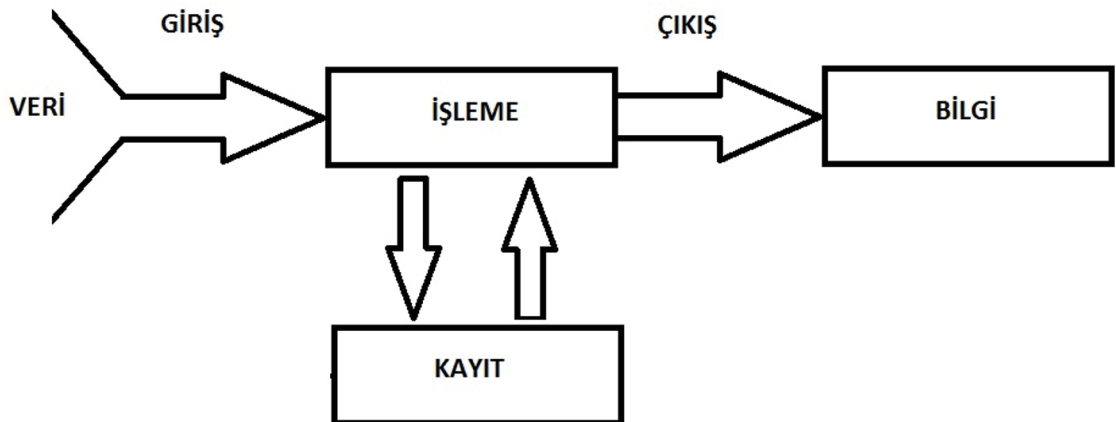 GİRİŞ
ÇIKIŞ
VERİ
İŞLEME
BİLGİ
KAYIT